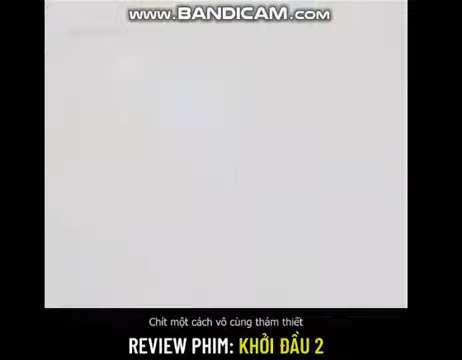 www.BANDICAM.com
Chít một cách vô cùng thảm thiết
REVIEW PHIM: KHỞI ĐẦU 2